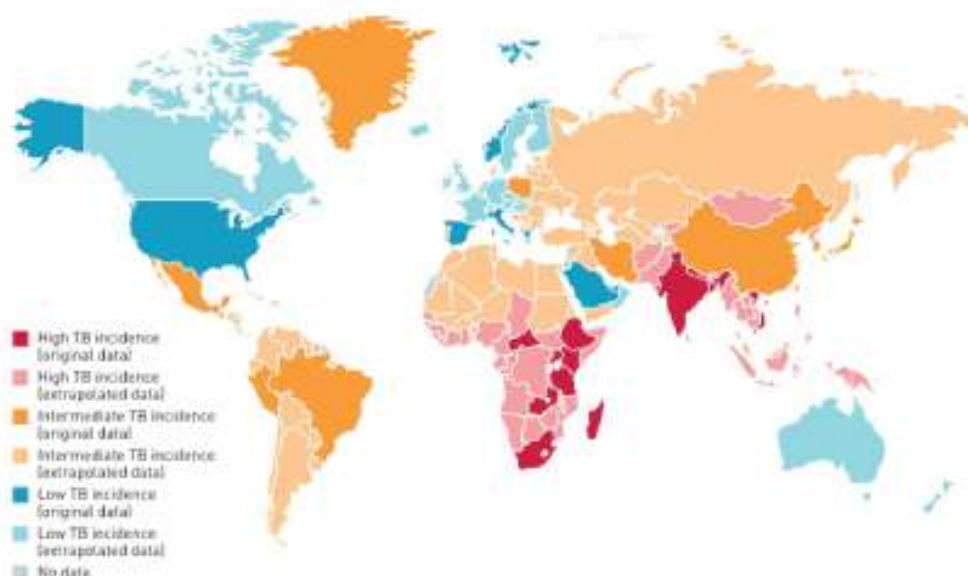 High TB incidence
(original data)
High TB incidence
(extrapolated data)
Intermediate TB incidence
(original data)
Intermediate TB incidence
(extrapolated data)
Low TB incidence
(original data)
Low TB incidence
(extrapolated data)
No data